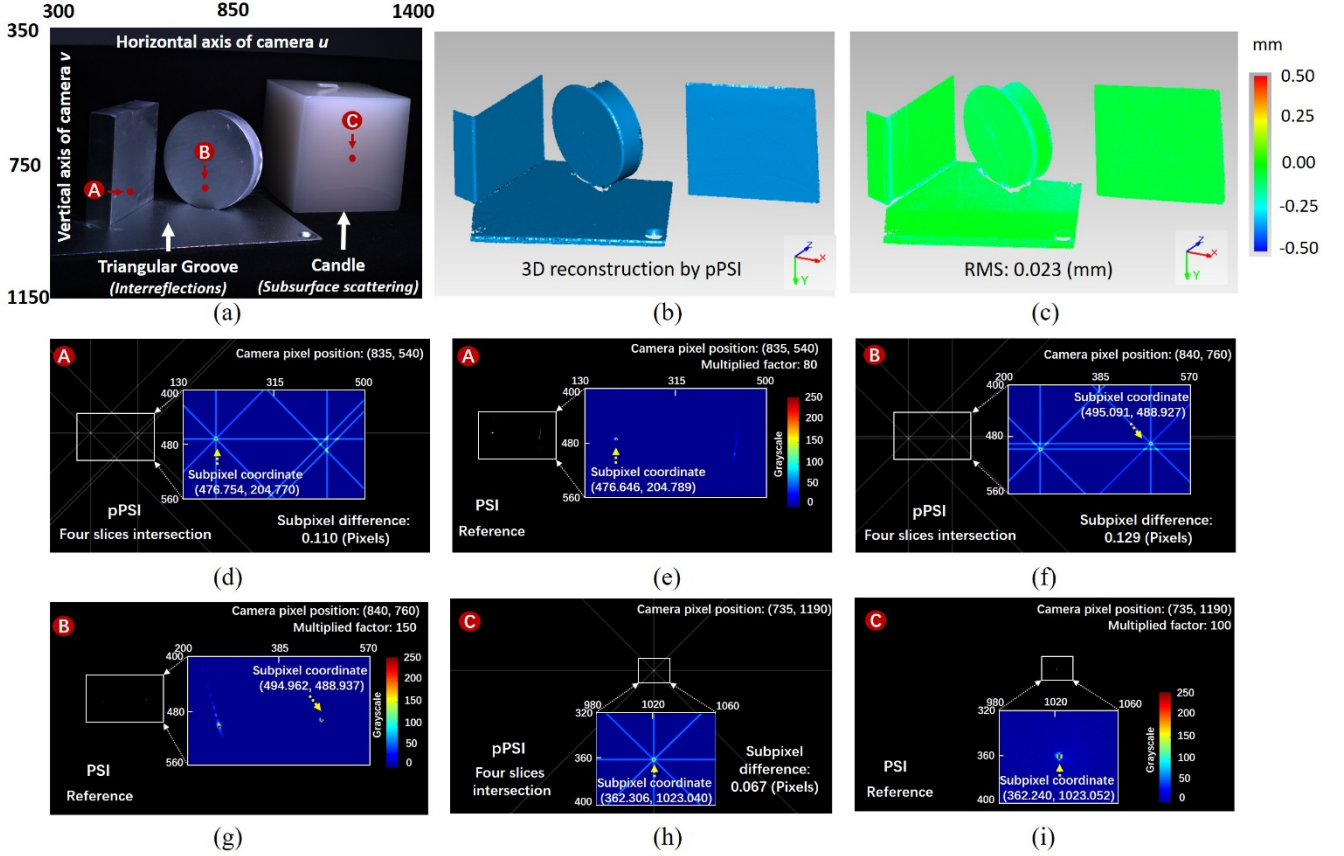 300 850 1400
350
Horizontal axis of camera u
Vertical axis of camera v
750
1150
A
B
C
Triangular Groove
(Interreflections)
Candle
(Subsurface scattering)
(a)
3D reconstruction by pPSI
Z
X
Y
(b)
RMS: 0.023 (mm)
Z
X
Y
(c)
mm
0.50
0.25
0.00
-0.25
-0.50
A
Camera pixel position: (835, 540)
130 315 500
400
480
560
Subpixel coordinate
(476.754, 204.770)
pPSI
Four slices intersection
Subpixel difference:
0.110 (Pixels)
(d)
A
Camera pixel position: (835, 540)
Multiplied factor: 80
130 315 500
400
480
560
Subpixel coordinate
(476.646, 204.789)
Grayscale
250
200
150
100
50
0
PSI
Reference
(e)
B
Camera pixel position: (840, 760)
200 385 570
400
480
560
Subpixel coordinate
(495.091, 488.927)
pPSI
Four slices intersection
Subpixel difference:
0.129 (Pixels)
(f)
B
Camera pixel position: (840, 760)
Multiplied factor: 150
200 385 570
400
480
560
Subpixel coordinate
(494.962, 488.937)
Grayscale
250
200
150
100
50
0
PSI
Reference
(g)
C
Camera pixel position: (735, 1190)
980 1020 1060
320
360
400
Subpixel coordinate
(362.306, 1023.040)
pPSI
Four slices
intersection
Subpixel
difference:
0.067 (Pixels)
(h)
C
Camera pixel position: (735, 1190)
Multiplied factor: 100
980 1020 1060
320
360
400
Subpixel coordinate
(362.240, 1023.052)
Grayscale
250
200
150
100
50
0
PSI
Reference
(i)